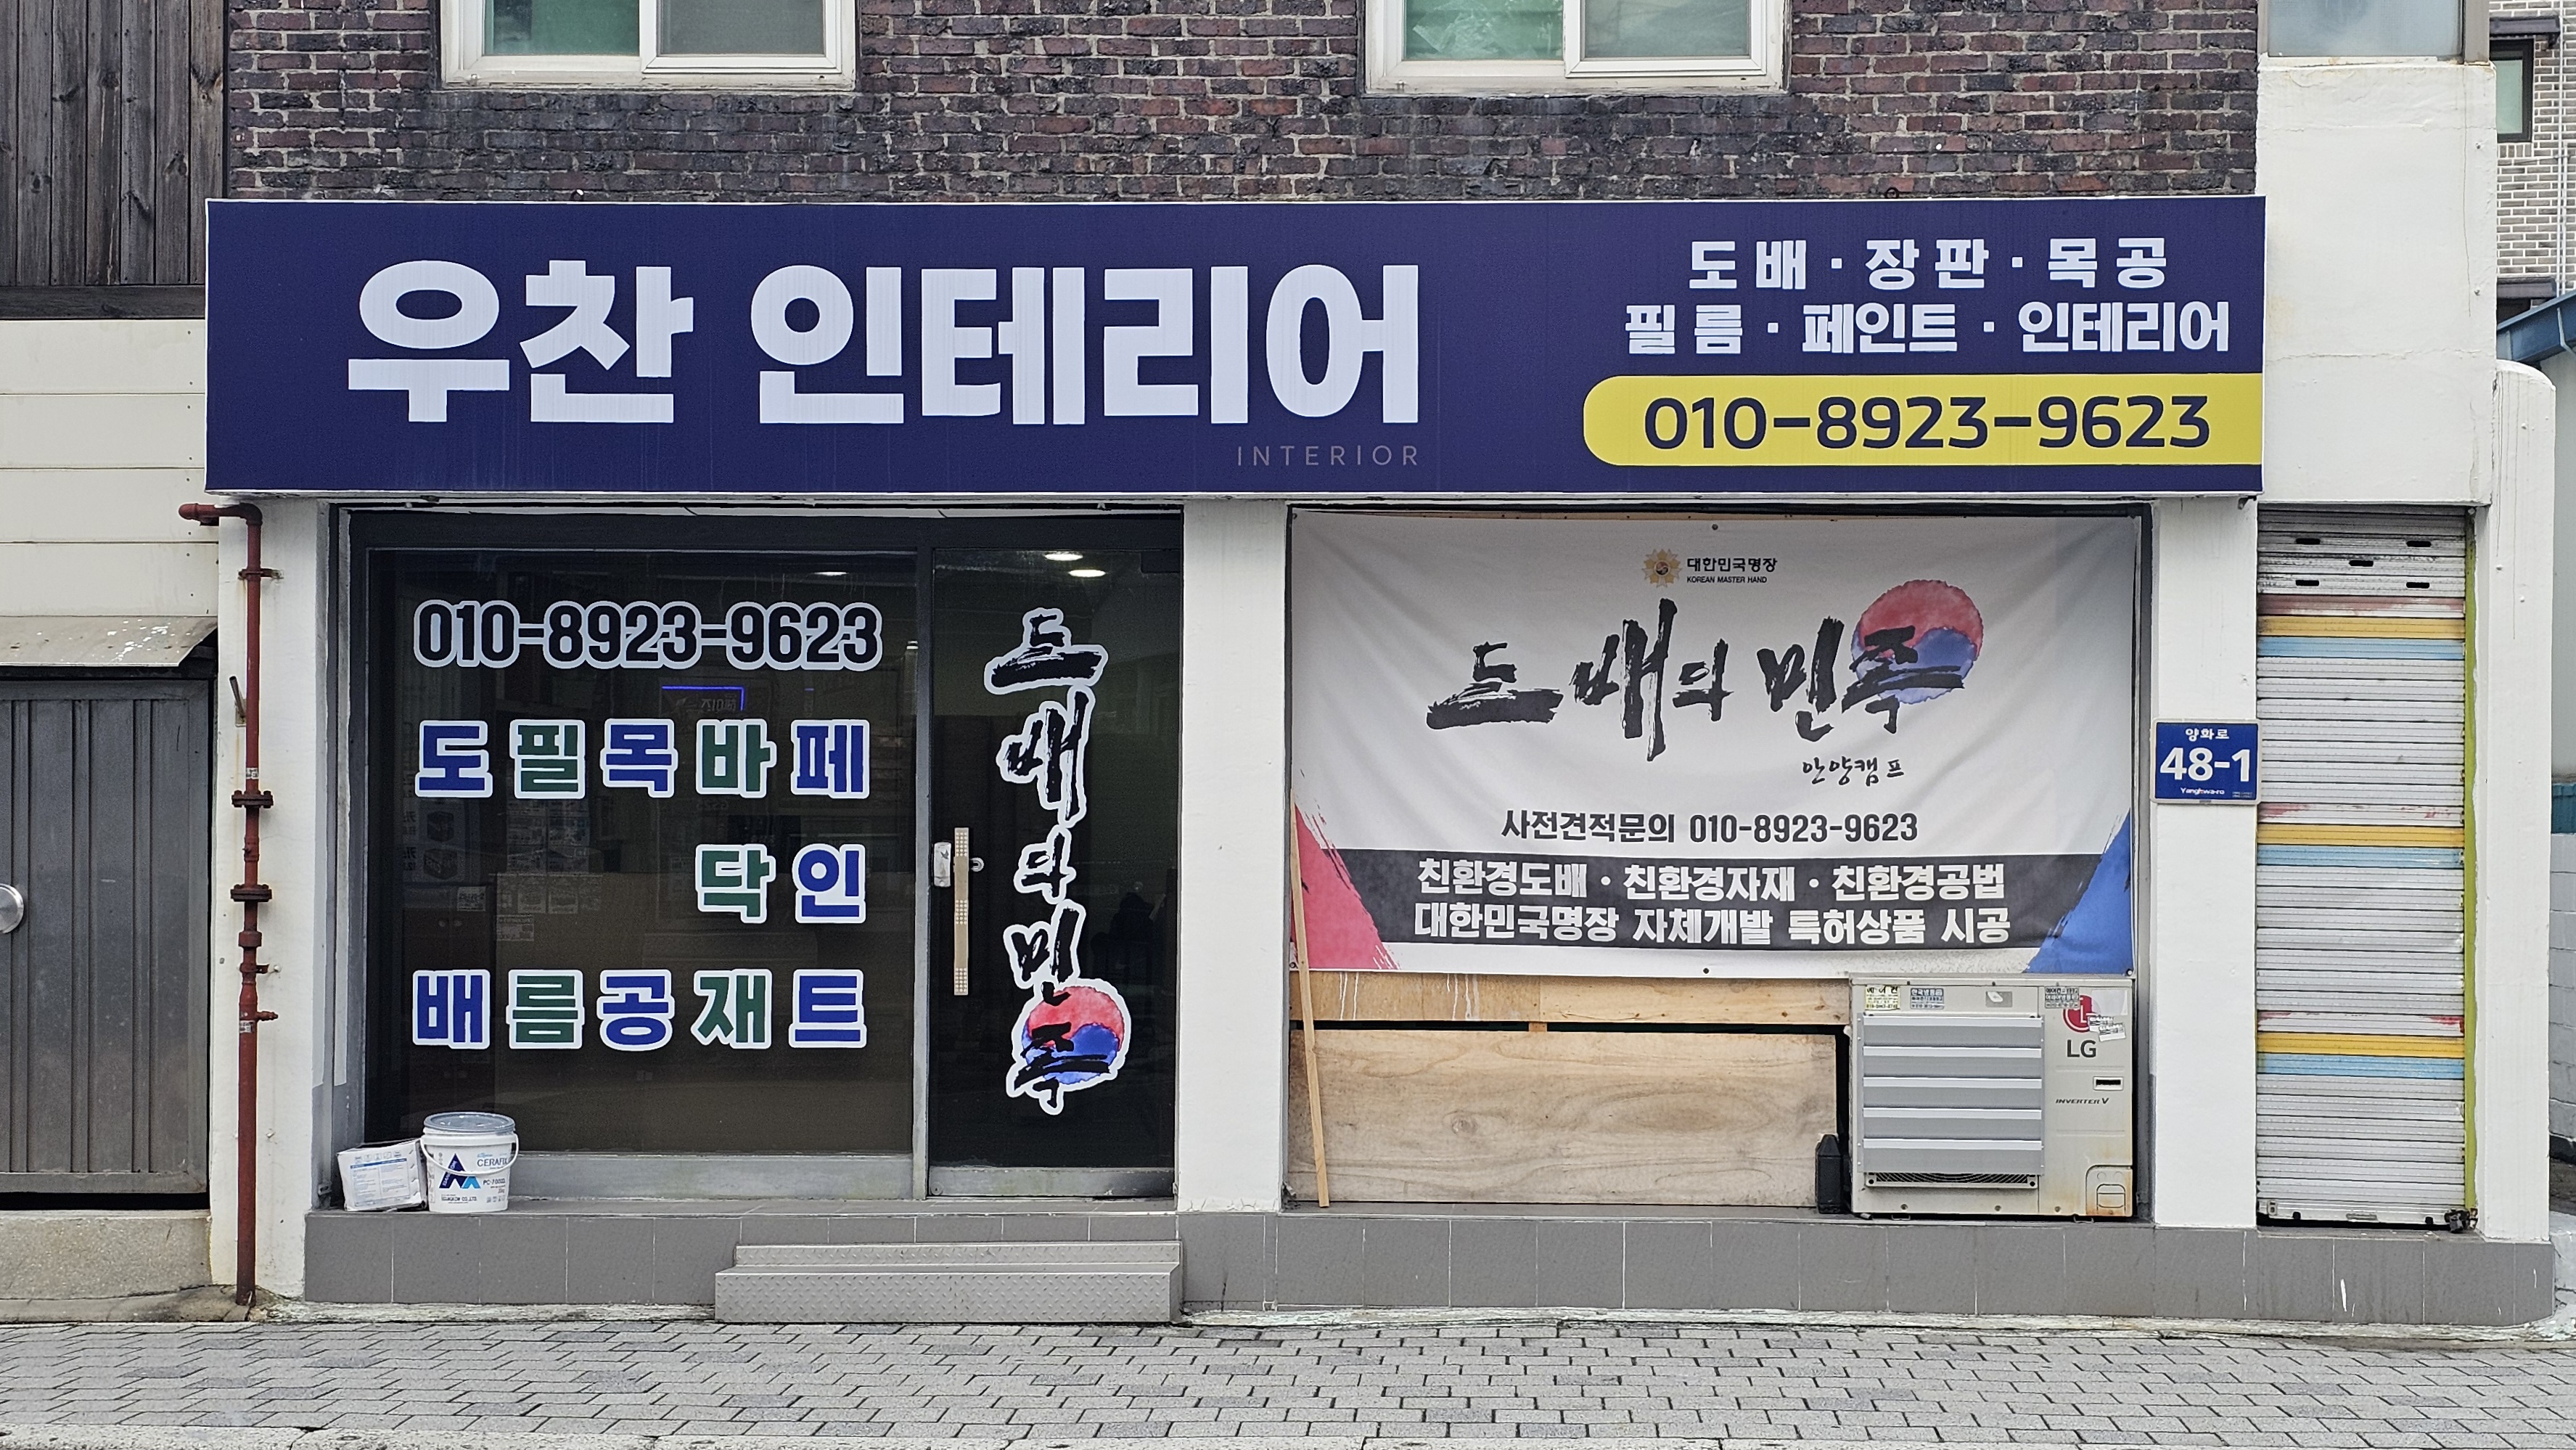 우찬 인테리어
INTERIOR
도배·장판·목공
필름·페인트·인테리어
010-8923-9623
010-8923-9623
도필목바페
닥인
배름공재트
도배의민족
대한민국명장
KOREAN MASTER HAND
도배의 민족
안양캠프
사전견적문의 010-8923-9623
친환경도배·친환경자재·친환경공법
대한민국명장 자체개발 특허상품 시공
양화로
48-1
Yanghwa-ro
LG
INVERTER V